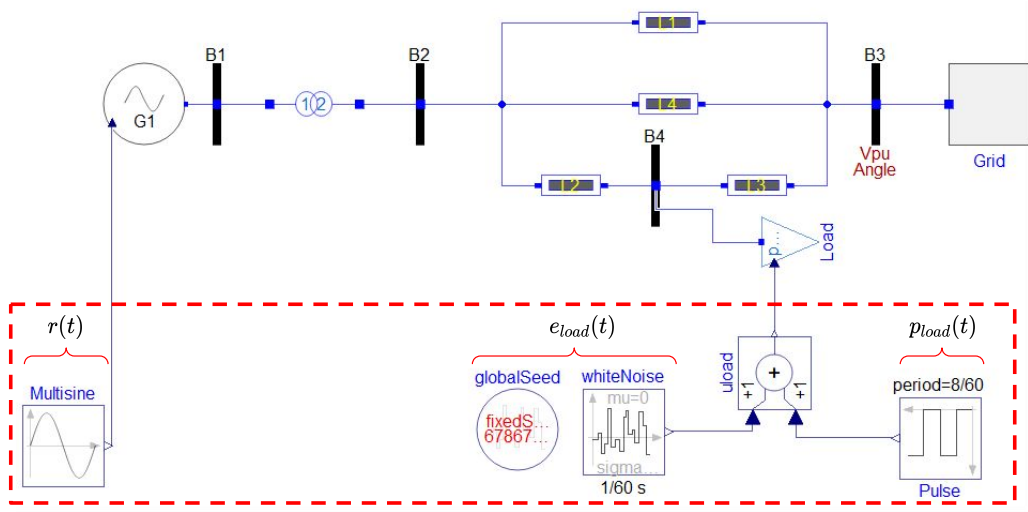 L1
B1
B2
B3
G1
1 2
L4
B4
Vpu
Angle
Grid
L2
L3
p...
Load
r(t)
e_load(t)
p_load(t)
Multisine
globalSeed
fixedS...
67867...
whiteNoise
mu=0
sigma...
1/60 s
uload
+
+1
+1
period=8/60
Pulse